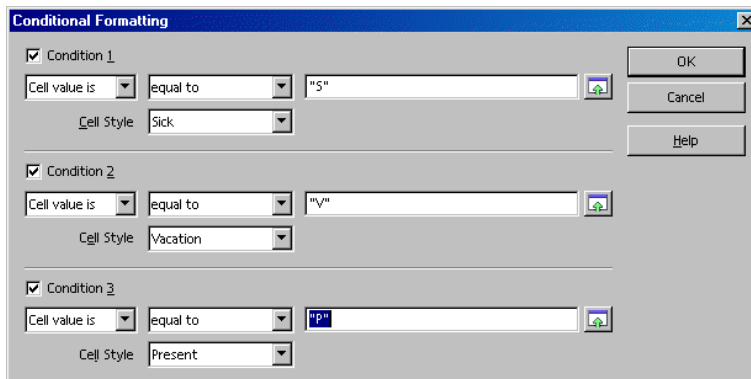 Conditional Formatting
Condition 1
Cell value is equal to "S"
Cell Style Sick
Condition 2
Cell value is equal to "V"
Cell Style Vacation
Condition 3
Cell value is equal to "P"
Cell Style Present
OK
Cancel
Help